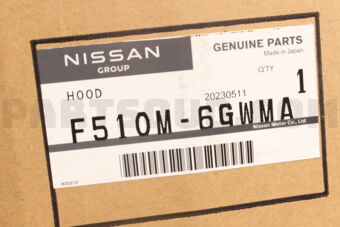 NISSAN
GROUP
GENUINE PARTS
Made in Japan
HOOD
20230511
Q'TY
1
F510M-6GWMA
Nissan Motor Co., Ltd.